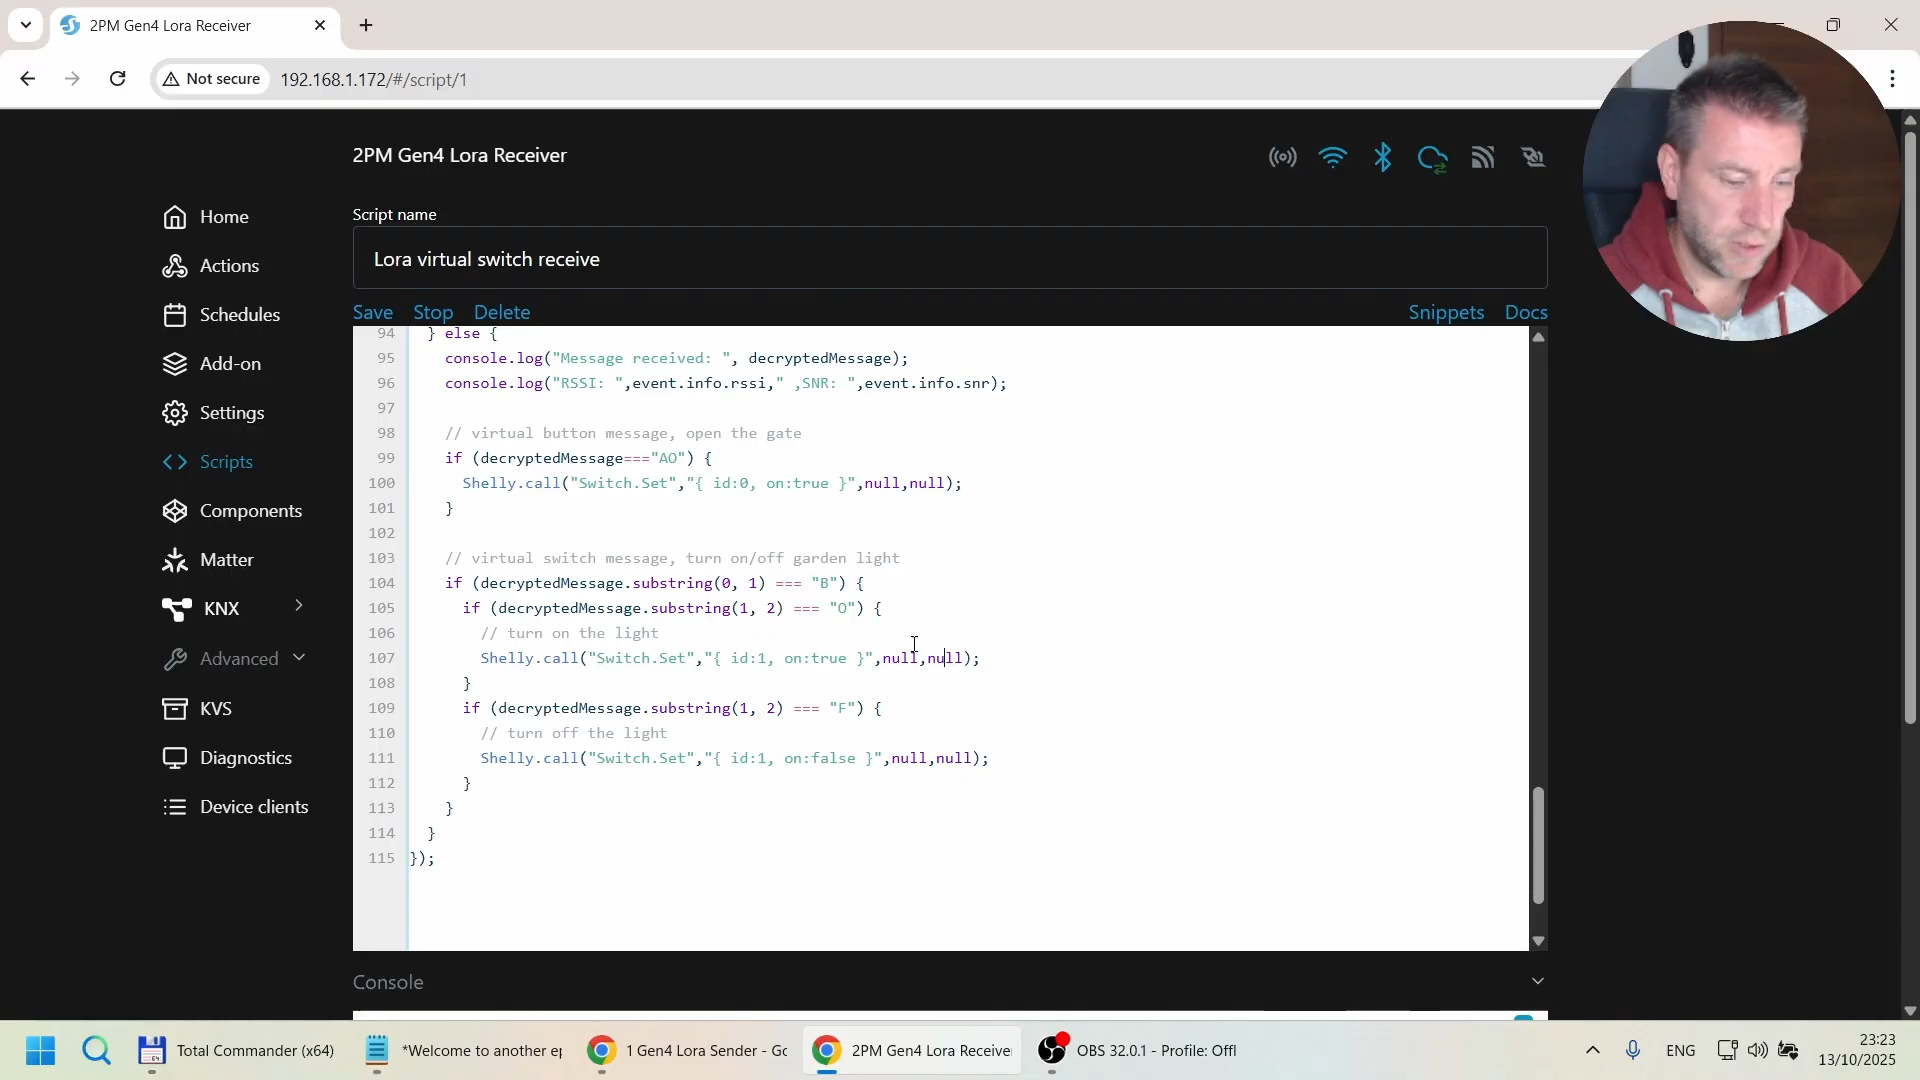 2PM Gen4 Lora Receiver
Not secure
192.168.1.172/#/script/1
2PM Gen4 Lora Receiver
Home
Actions
Schedules
Add-on
Settings
Scripts
Components
Matter
KNX
Advanced
KVS
Diagnostics
Device clients
Script name
Lora virtual switch receive
Save Stop Delete Snippets Docs
94 } else {
95 console.log("Message received: ", decryptedMessage);
96 console.log("RSSI: ",event.info.rssi," ,SNR: ",event.info.snr);
97
98 // virtual button message, open the gate
99 if (decryptedMessage==="AO") {
100 Shelly.call("Switch.Set","{ id:0, on:true }",null,null);
101 }
102
103 // virtual switch message, turn on/off garden light
104 if (decryptedMessage.substring(0, 1) === "B") {
105 if (decryptedMessage.substring(1, 2) === "O") {
106 // turn on the light
107 Shelly.call("Switch.Set","{ id:1, on:true }",null,null);
108 }
109 if (decryptedMessage.substring(1, 2) === "F") {
110 // turn off the light
111 Shelly.call("Switch.Set","{ id:1, on:false }",null,null);
112 }
113 }
114 }
115 });
Console
64
Total Commander (x64)
*Welcome to another ep
1 Gen4 Lora Sender - Go
2PM Gen4 Lora Receive
OBS 32.0.1 - Profile: Offl
ENG
23:23
13/10/2025